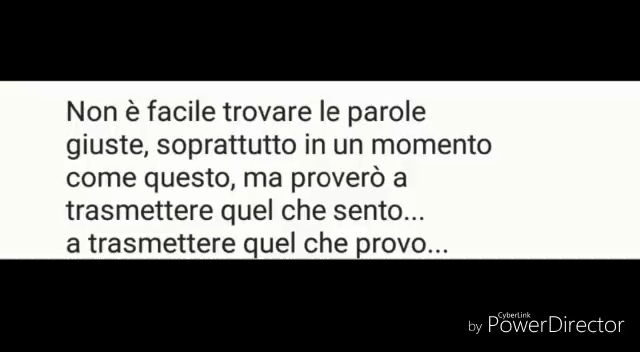 Non è facile trovare le parole
giuste, soprattutto in un momento
come questo, ma proverò a
trasmettere quel che sento...
a trasmettere quel che provo...
CyberLink
by PowerDirector